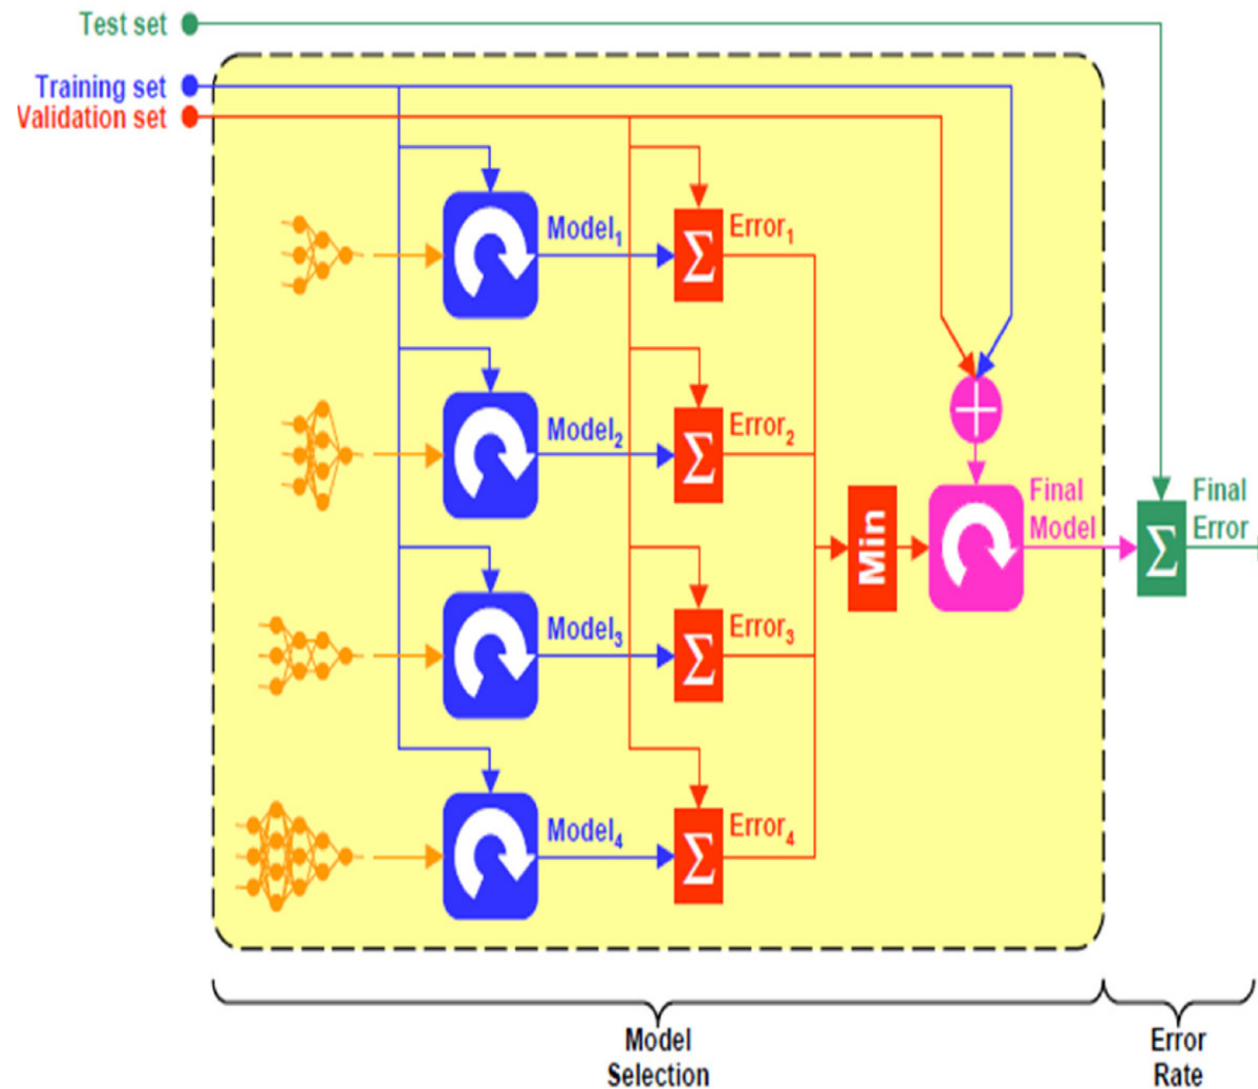 Test set
Training set
Validation set
Model₁
Error₁
Model₂
Error₂
Model₃
Error₃
Model₄
Error₄
Σ
Σ
Σ
Σ
Min
Final
Model
Σ
Final
Error
Model
Selection
Error
Rate